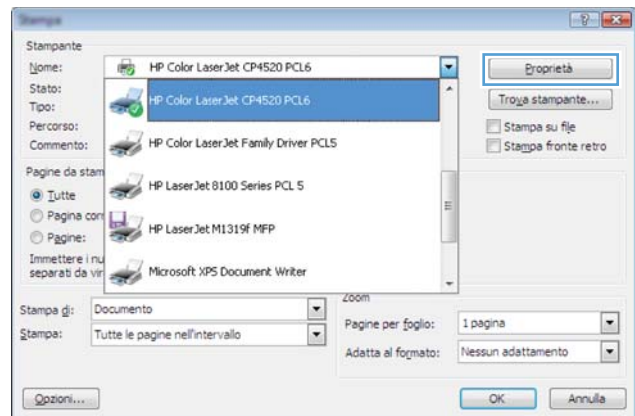 Stampa
Stampante
Nome: HP Color LaserJet CP4520 PCL6 Proprietà
Stato: HP Color LaserJet CP4520 PCL6 Trova stampante...
Tipo:
Percorso: Stampa su file
Commento: HP Color LaserJet Family Driver PCL5 Stampa fronte retro
Pagine da stam
HP LaserJet 8100 Series PCL 5
Tutte
Pagina corr
HP LaserJet M1319f MFP
Pagine:
Immettere i nu
separati da vir Microsoft XPS Document Writer
Zoom
Stampa di: Documento
Pagine per foglio: 1 pagina
Stampa: Tutte le pagine nell'intervallo
Adatta al formato: Nessun adattamento
Opzioni... OK Annulla